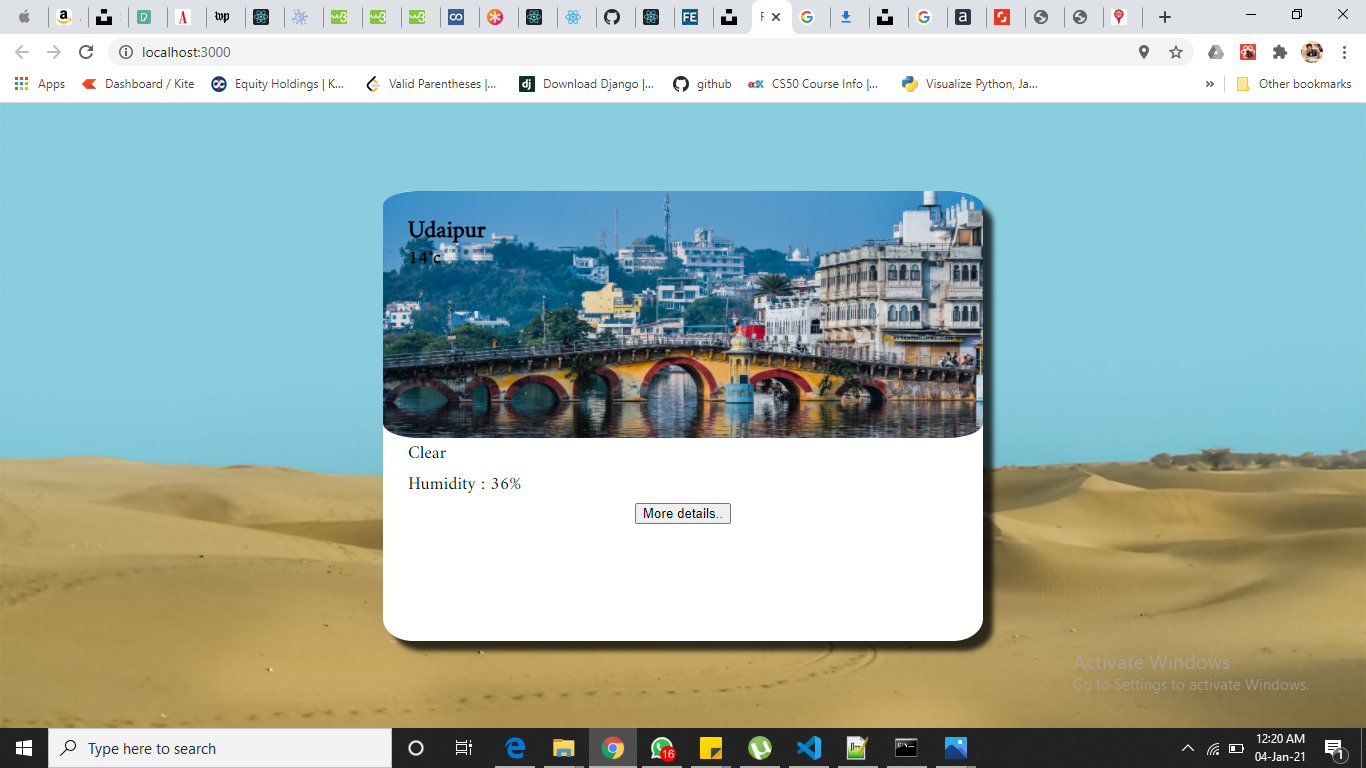 localhost:3000
Apps
Dashboard / Kite
Equity Holdings | K...
Valid Parentheses |...
Download Django |...
github
CS50 Course Info |...
Visualize Python, Ja...
»
Other bookmarks
Udaipur
14°c
Clear
Humidity : 36%
More details..
Activate Windows
Go to Settings to activate Windows.
Type here to search
16
12:20 AM
04-Jan-21
1